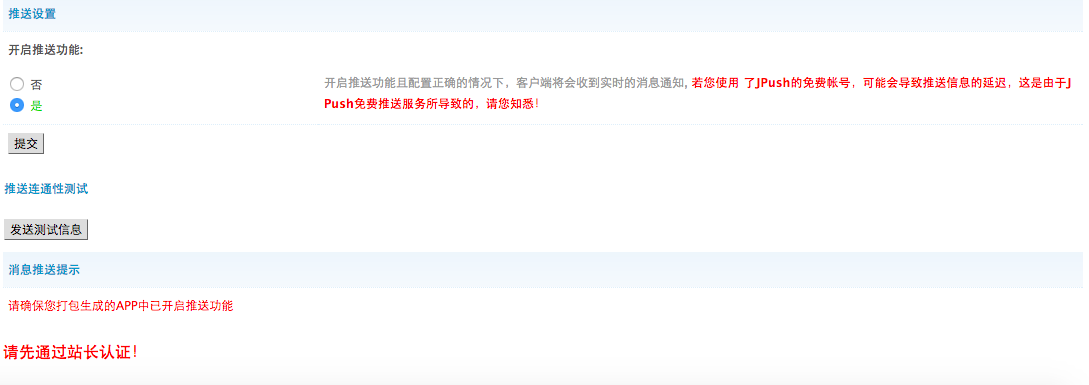 推送设置
开启推送功能:
否
开启推送功能且配置正确的情况下，客户端将会收到实时的消息通知, 若您使用 了JPush的免费帐号，可能会导致推送信息的延迟，这是由于J
是
Push免费推送服务所导致的，请您知悉！
提交
推送连通性测试
发送测试信息
消息推送提示
请确保您打包生成的APP中已开启推送功能
请先通过站长认证！